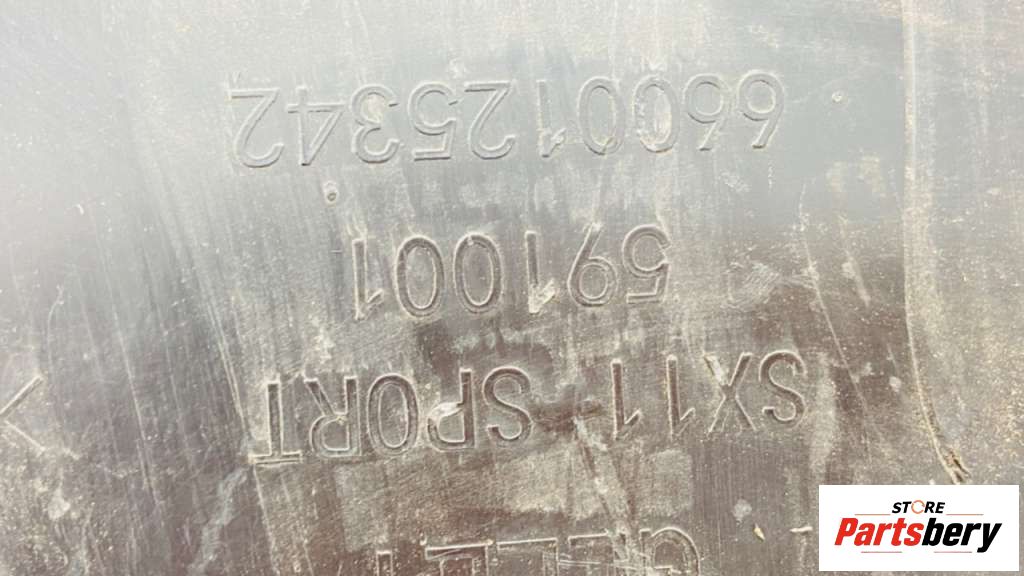 SX11 SPORT
591001
6600125342
STORE
Partsbery